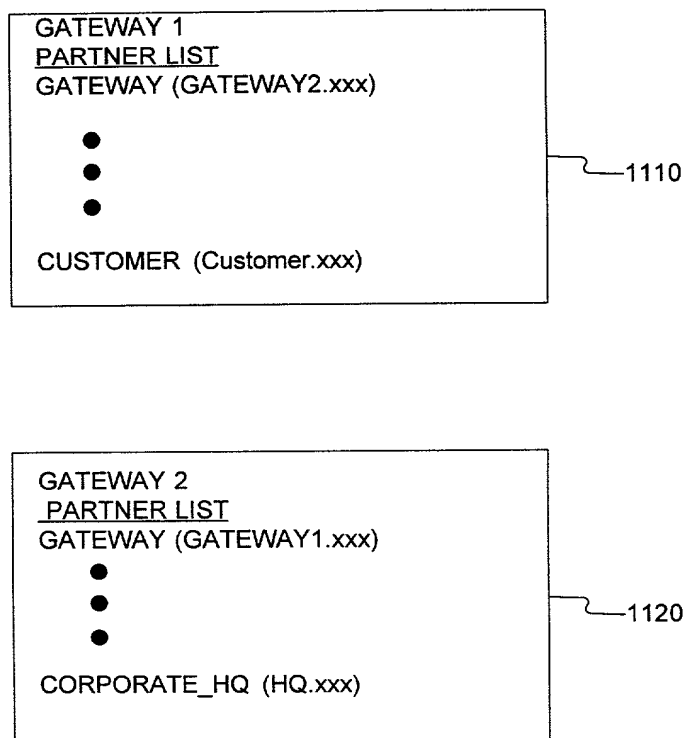 GATEWAY 1
PARTNER LIST
GATEWAY (GATEWAY2.xxx)
1110
CUSTOMER (Customer.xxx)
GATEWAY 2
PARTNER LIST
GATEWAY (GATEWAY1.xxx)
1120
CORPORATE_HQ (HQ.xxx)